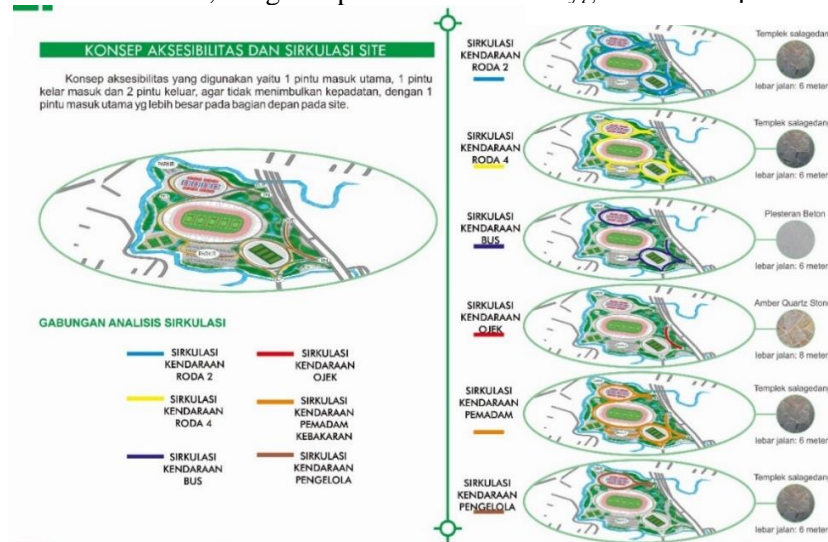 KONSEP AKSESIBILITAS DAN SIRKULASI SITE
Konsep aksesibilitas yang digunakan yaitu 1 pintu masuk utama, 1 pintu
kelar masuk dan 2 pintu keluar, agar tidak menimbulkan kepadatan, dengan 1
pintu masuk utama yg lebih besar pada bagian depan pada site.
GABUNGAN ANALISIS SIRKULASI
SIRKULASI
KENDARAAN
RODA 2
SIRKULASI
KENDARAAN
RODA 4
SIRKULASI
KENDARAAN
BUS
SIRKULASI
KENDARAAN
OJEK
SIRKULASI
KENDARAAN
PEMADAM
KEBAKARAN
SIRKULASI
KENDARAAN
PENGELOLA
SIRKULASI
KENDARAAN
RODA 2
Templek salagedang
lebar jalan: 6 meter
SIRKULASI
KENDARAAN
RODA 4
Templek salagedang
lebar jalan: 6 meter
SIRKULASI
KENDARAAN
BUS
Plesteran Beton
lebar jalan: 6 meter
SIRKULASI
KENDARAAN
OJEK
Amber Quartz Ston
lebar jalan: 8 meter
SIRKULASI
KENDARAAN
PEMADAM
Templek salagedang
lebar jalan: 6 meter
SIRKULASI
KENDARAAN
PENGELOLA
Templek salagedang
lebar jalan: 6 meter